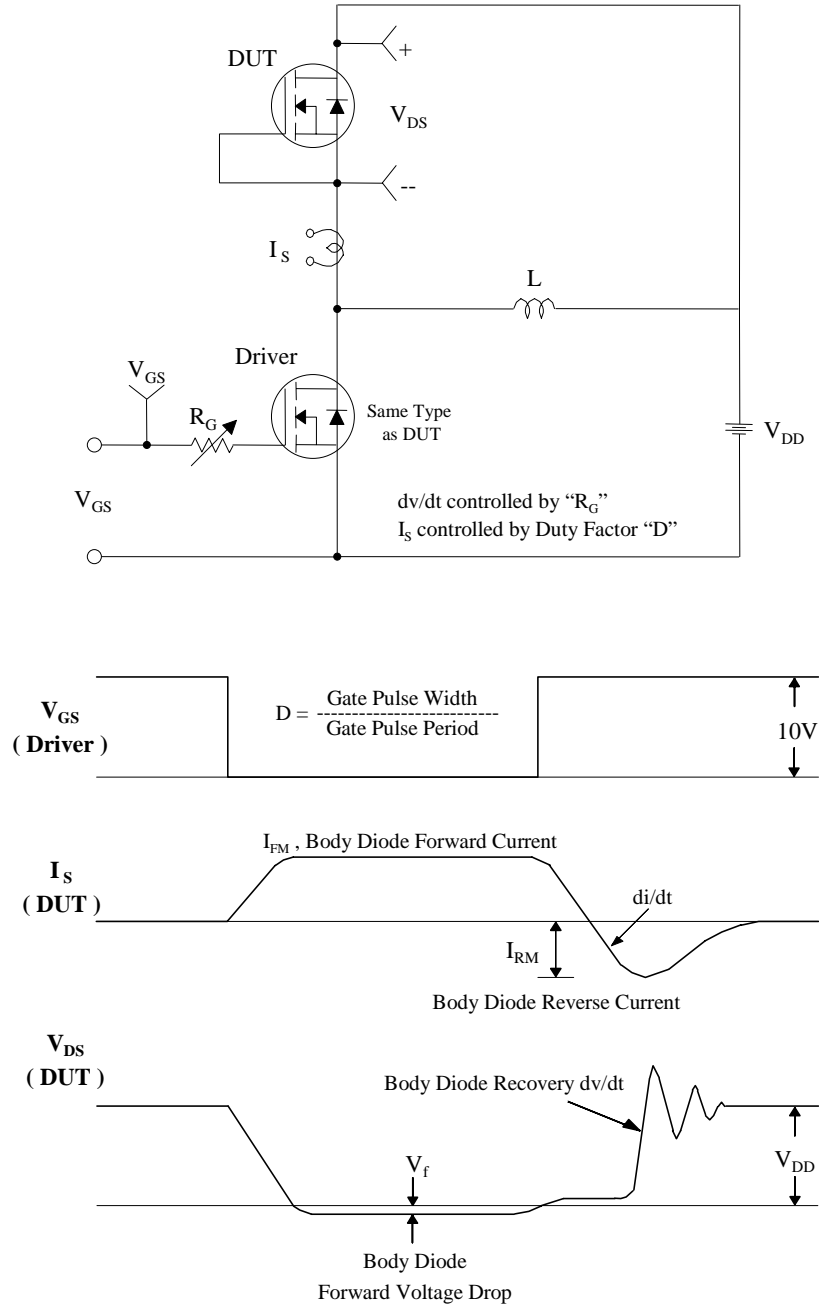 DUT
+
V_DS
--
I_S
L
Driver
V_GS
R_G
Same Type
as DUT
V_DD
V_GS
dv/dt controlled by “R_G”
I_S controlled by Duty Factor “D”
V_GS
( Driver )
D = Gate Pulse Width
--------------------------
Gate Pulse Period
10V
I_FM , Body Diode Forward Current
I_S
( DUT )
di/dt
I_RM
Body Diode Reverse Current
V_DS
( DUT )
Body Diode Recovery dv/dt
V_f
V_DD
Body Diode
Forward Voltage Drop